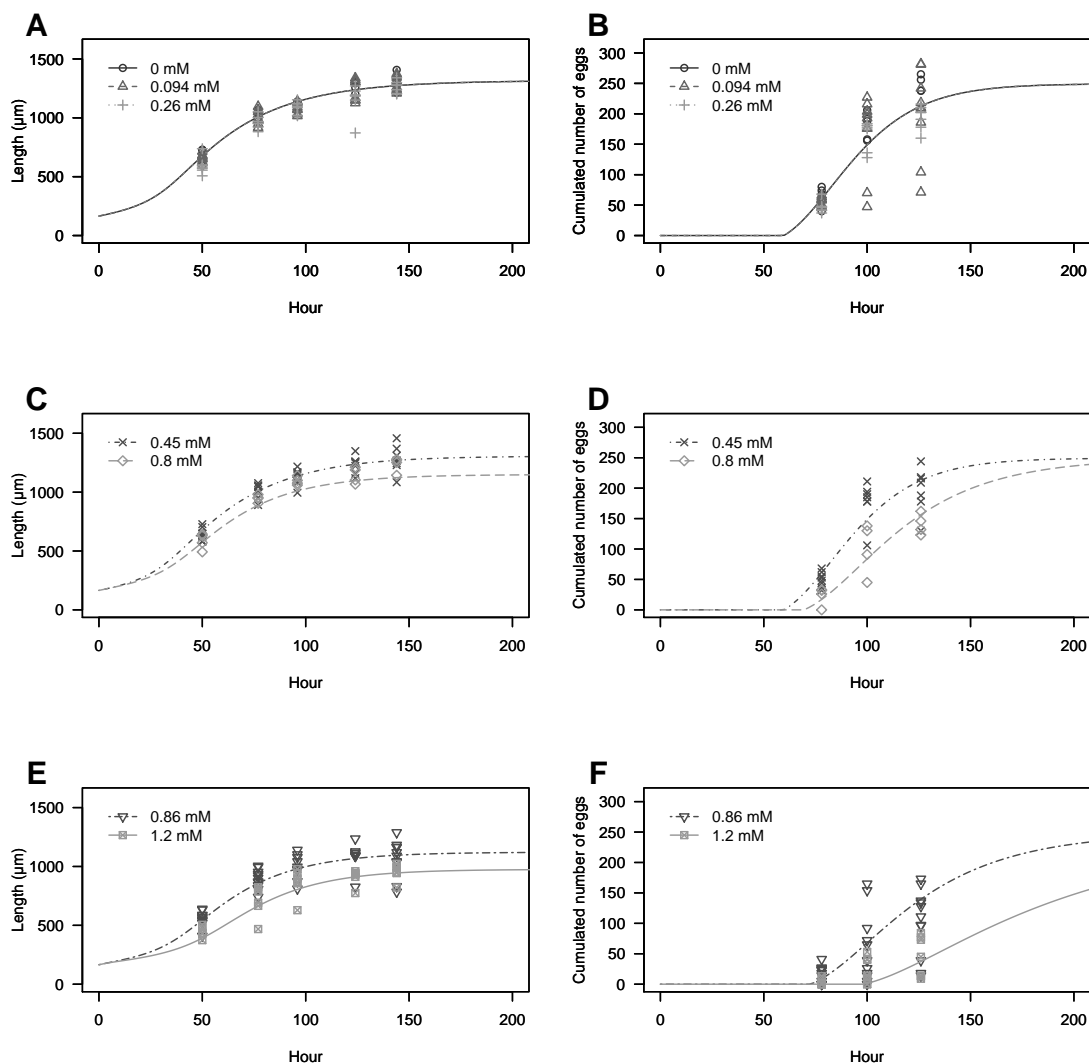 A
Length (µm)
1500
1000
500
0
0 mM
0.094 mM
0.26 mM
0 50 100 150 200
Hour
B
Cumulated number of eggs
300
250
200
150
100
50
0
0 mM
0.094 mM
0.26 mM
0 50 100 150 200
Hour
C
Length (µm)
1500
1000
500
0
0.45 mM
0.8 mM
0 50 100 150 200
Hour
D
Cumulated number of eggs
300
250
200
150
100
50
0
0.45 mM
0.8 mM
0 50 100 150 200
Hour
E
Length (µm)
1500
1000
500
0
0.86 mM
1.2 mM
0 50 100 150 200
Hour
F
Cumulated number of eggs
300
250
200
150
100
50
0
0.86 mM
1.2 mM
0 50 100 150 200
Hour